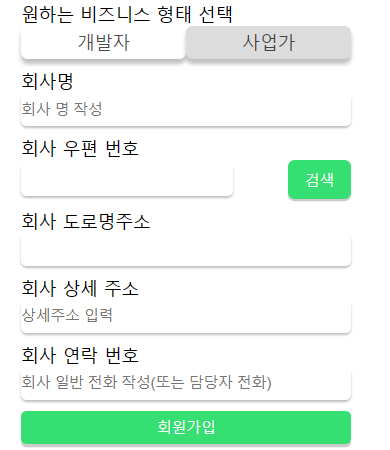 원하는 비즈니스 형태 선택
개발자 사업가
회사명
회사 명 작성
회사 우편 번호
검색
회사 도로명주소
회사 상세 주소
상세주소 입력
회사 연락 번호
회사 일반 전화 작성(또는 담당자 전화)
회원가입